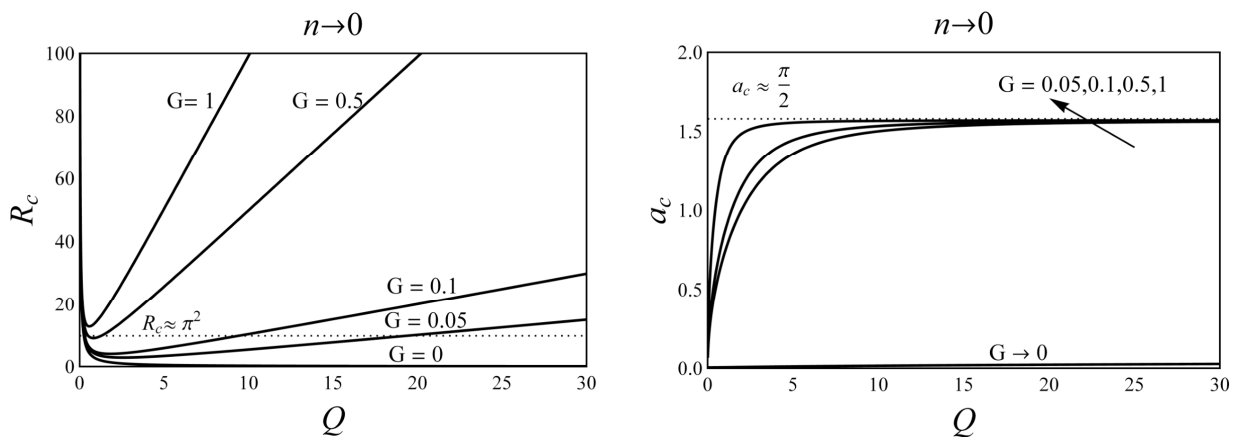 n→0
100
80
60
40
20
0
R_c
G= 1
G = 0.5
G = 0.1
G = 0.05
G = 0
R_c≈ π²
0 5 10 15 20 25 30
Q
n→0
2.0
1.5
1.0
0.5
0.0
a_c
a_c ≈ π/2
G = 0.05,0.1,0.5,1
G → 0
0 5 10 15 20 25 30
Q